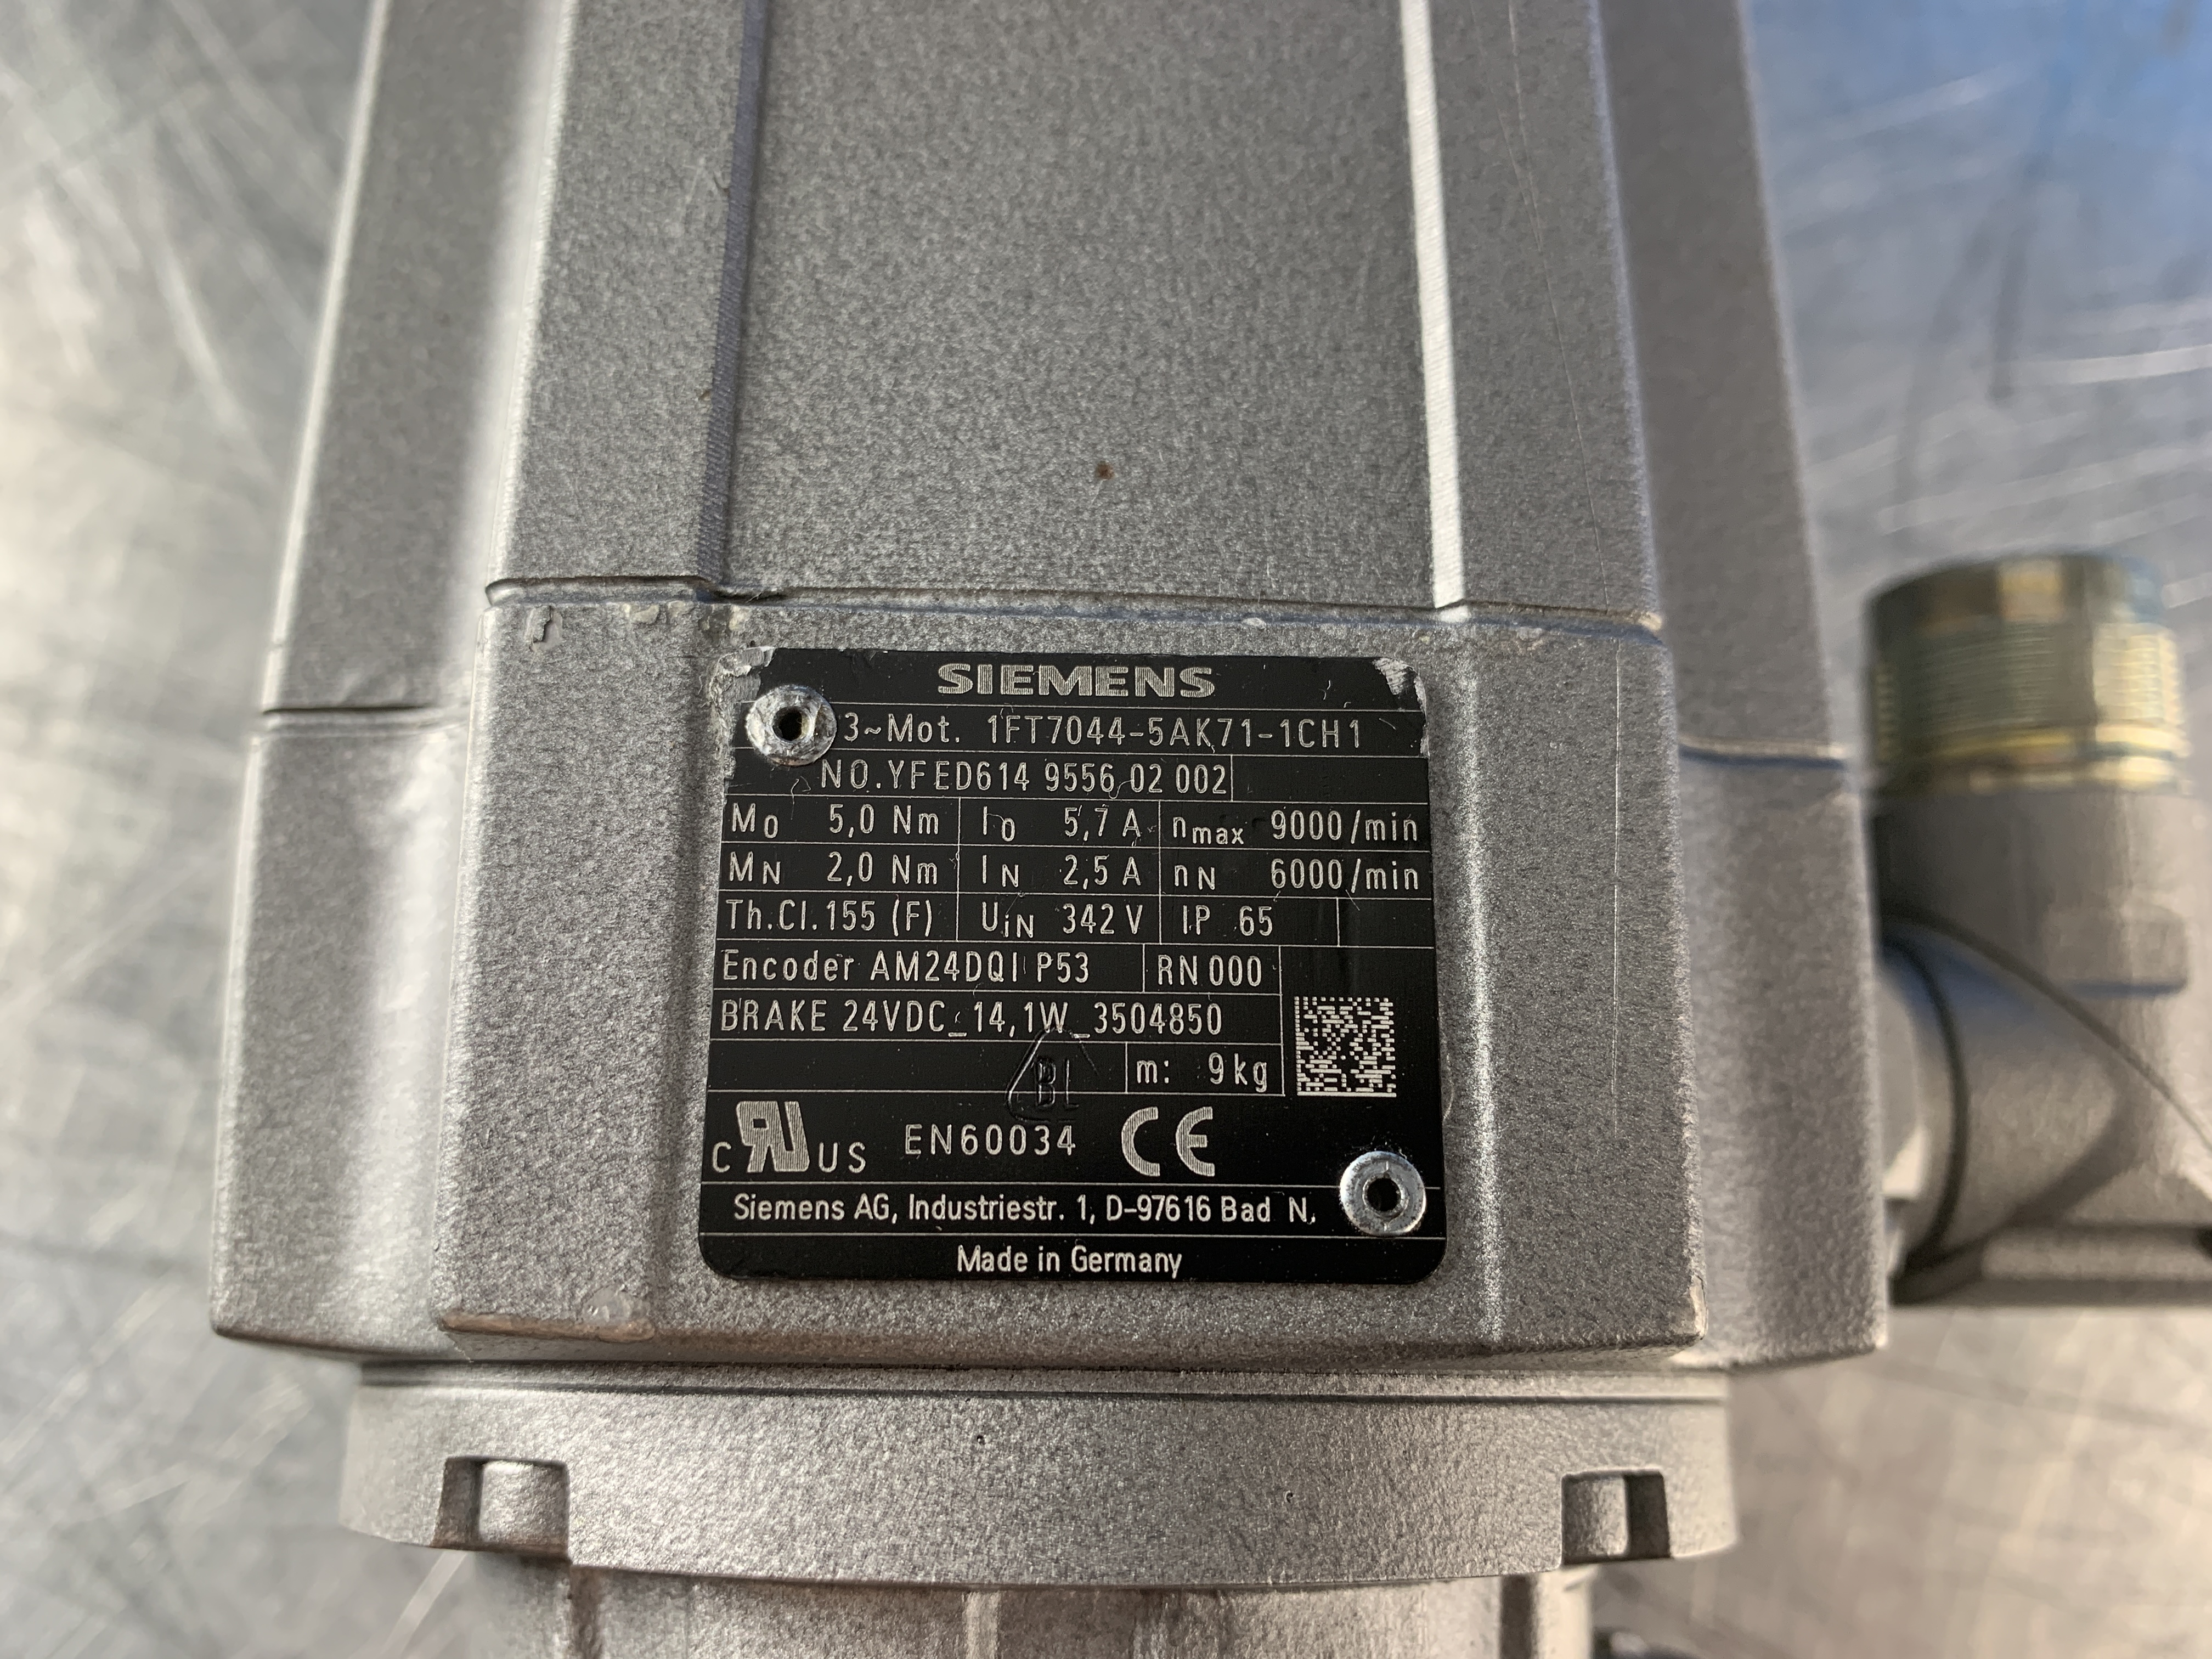 SIEMENS
3~Mot. 1FT7044-5AK71-1CH1
NO.YFED614 9556 02 002
M0 5,0 Nm I0 5,7 A nmax 9000/min
MN 2,0 Nm IN 2,5 A nN 6000/min
Th.Cl.155 (F) UiN 342 V IP 65
Encoder AM24DQI P53 RN 000
BRAKE 24VDC_14,1W_3504850
BL
m: 9kg
c RU US EN60034 CE
Siemens AG, Industriestr. 1, D-97616 Bad N.
Made in Germany